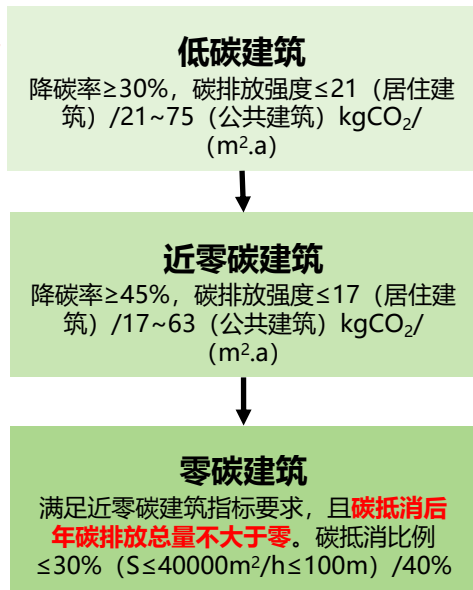 低碳建筑
降碳率≥30%，碳排放强度≤21（居住建
筑）/21~75（公共建筑）kgCO₂/
（m².a）
近零碳建筑
降碳率≥45%，碳排放强度≤17（居住建
筑）/17~63（公共建筑）kgCO₂/
（m².a）
零碳建筑
满足近零碳建筑指标要求，且碳抵消后
年碳排放总量不大于零。碳抵消比例
≤30%（S≤40000m²/h≤100m）/40%